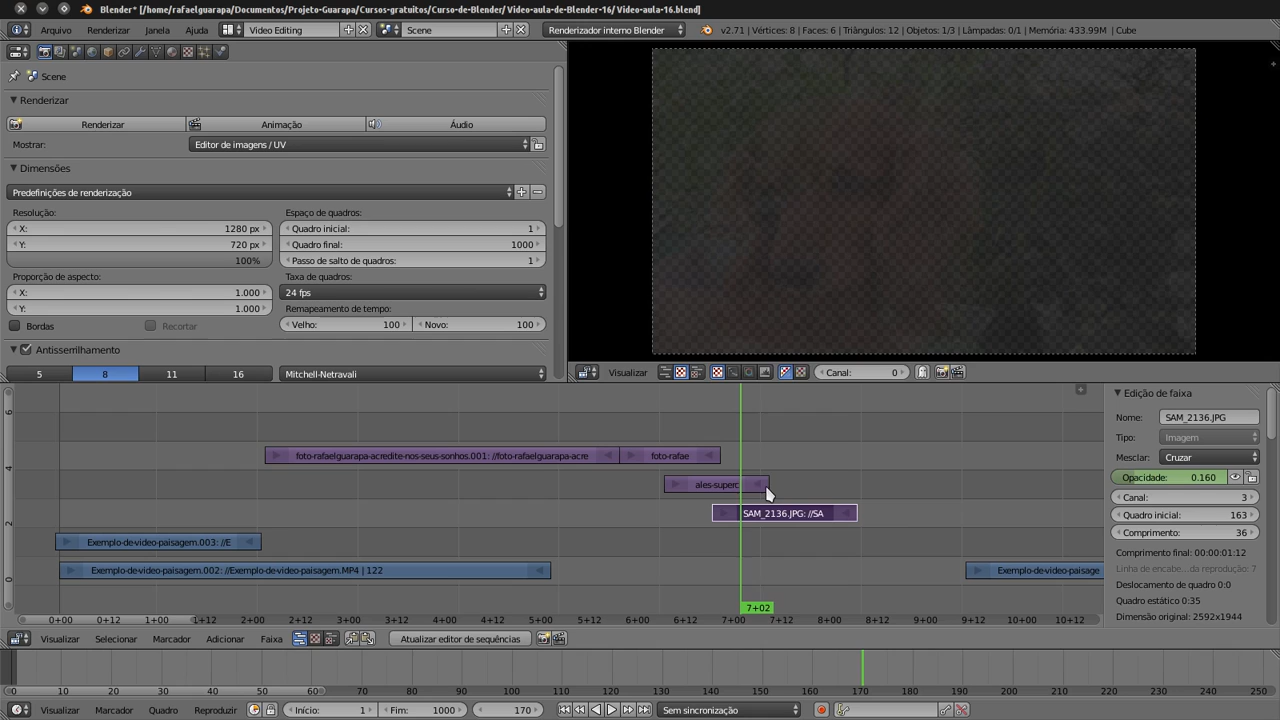 Blender* [/home/rafaelguarapa/Documentos/Projeto-Guarapa/Cursos-gratuitos/Curso-de-Blender/Video-aula-de-Blender-16/ Video-aula-16.blend]
Arquivo Renderizar Janela Ajuda Video Editing Scene Renderizador interno Blender v2.71 | Vértices: 8 | Faces: 6 | Triângulos: 12 | Objetos: 1/3 | Lâmpadas: 0/1 | Memória: 433.99M | Cube
Scene
Renderizar
Renderizar Animação Áudio
Mostrar: Editor de imagens / UV
Dimensões
Predefinições de renderização
Resolução: Espaço de quadros:
X: 1280 px Quadro inicial: 1
Y: 720 px Quadro final: 1000
100% Passo de salto de quadros: 1
Proporção de aspecto: Taxa de quadros:
X: 1.000 24 fps
Y: 1.000 Remapeamento de tempo:
Bordas Recortar Velho: 100 Novo: 100
Antisserrilhamento
5 8 11 16 Mitchell-Netravali
Visualizar Canal: 0
Edição de faixa
Nome: SAM_2136.JPG
Tipo: Imagem
Mesclar: Cruzar
Opacidade: 0.160
Canal: 3
Quadro inicial: 163
Comprimento: 36
Comprimento final: 00:00:01:12
Linha de encabe...da reprodução: 7
Deslocamento de quadro 0:0
Quadro estático 0:35
Dimensão original: 2592x1944
6
4
2
0
foto-rafaelguarapa-acredite-nos-seus-sonhos.001: //foto-rafaelguarapa-acre foto-rafae
ales-superc
SAM_2136.JPG: //SA
Exemplo-de-video-paisagem.003: //E
Exemplo-de-video-paisagem.002: //Exemplo-de-video-paisagem.MP4 | 122 Exemplo-de-video-paisage
7+02
0+00 0+12 1+00 1+12 2+00 2+12 3+00 3+12 4+00 4+12 5+00 5+12 6+00 6+12 7+00 7+12 8+00 8+12 9+00 9+12 10+00 10+12
Visualizar Selecionar Marcador Adicionar Faixa Atualizar editor de sequências
0 10 20 30 40 50 60 70 80 90 100 110 120 130 140 150 160 170 180 190 200 210 220 230 240 250
Visualizar Marcador Quadro Reproduzir Início: 1 Fim: 1000 170 Sem sincronização